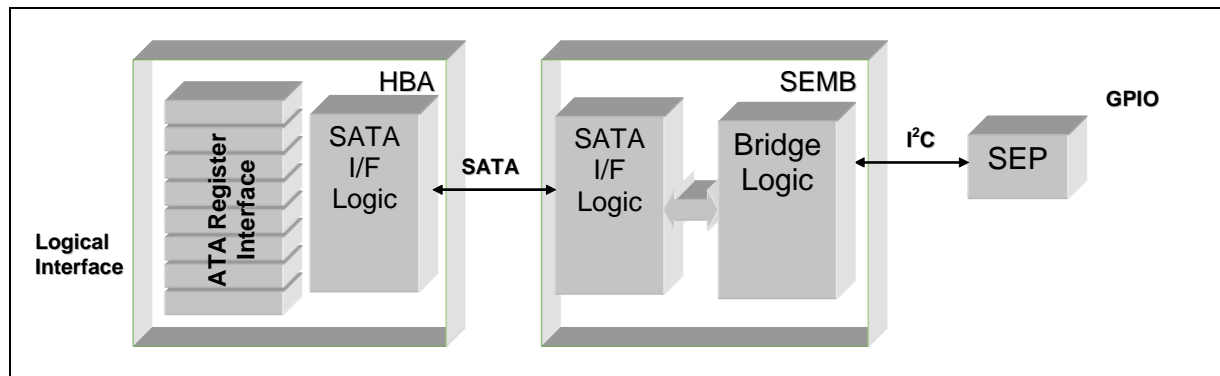 HBA
SEMB
GPIO
ATA Register
Interface
SATA
I/F
Logic
SATA
SATA
I/F
Logic
Bridge
Logic
I²C
SEP
Logical
Interface